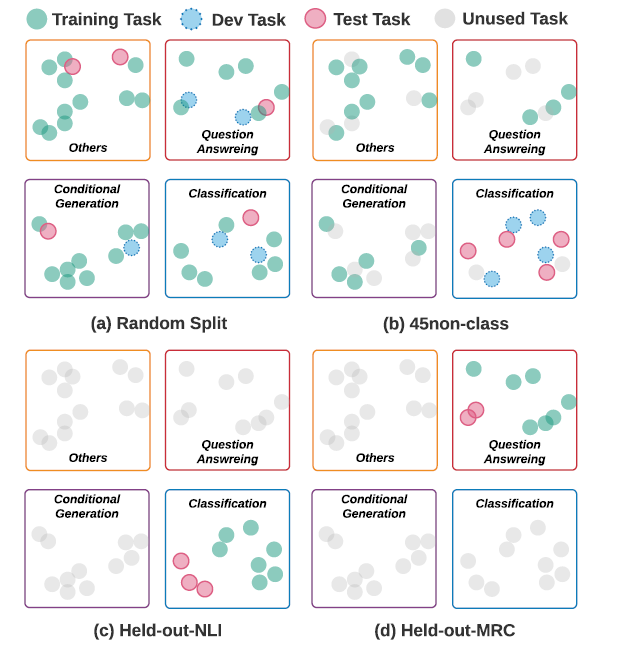 Training Task Dev Task Test Task Unused Task
Others
Question
Answreing
Others
Question
Answreing
Conditional
Generation
Classification
Conditional
Generation
Classification
(a) Random Split
(b) 45non-class
Others
Question
Answreing
Others
Question
Answreing
Conditional
Generation
Classification
Conditional
Generation
Classification
(c) Held-out-NLI
(d) Held-out-MRC